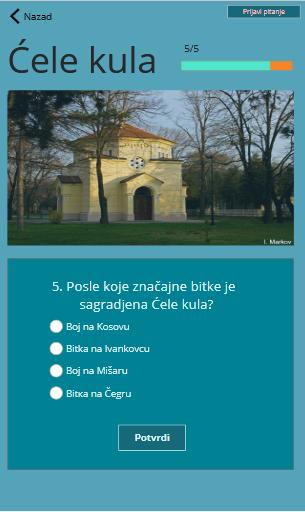 Nazad
Prijavi pitanje
Ćele kula
5/5
I. Markov
5. Posle koje značajne bitke je
sagradjena Ćele kula?
Boj na Kosovu
Bitka na Ivankovcu
Boj na Mišaru
Bitka na Čegru
Potvrdi